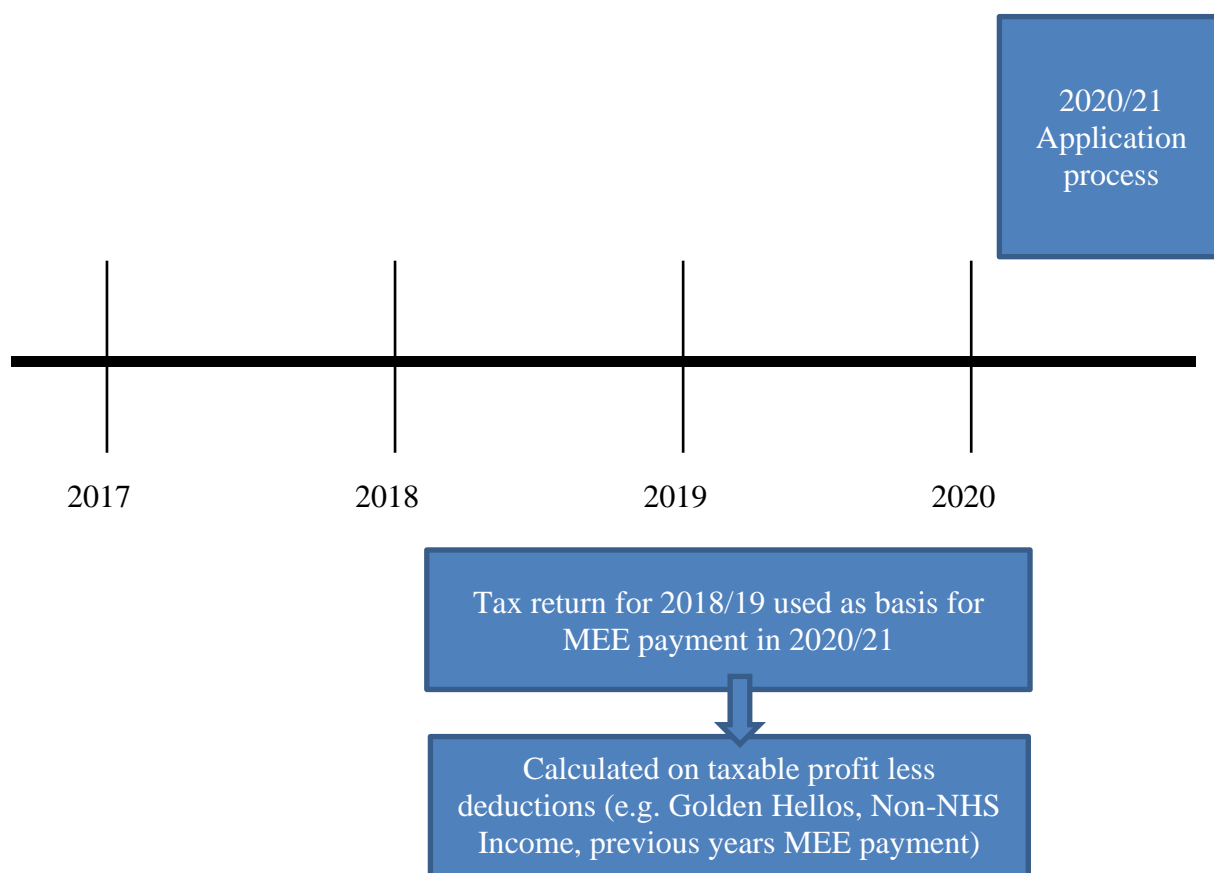 2020/21
Application
process
2017
2018
2019
2020
Tax return for 2018/19 used as basis for
MEE payment in 2020/21
Calculated on taxable profit less
deductions (e.g. Golden Hellos, Non-NHS
Income, previous years MEE payment)